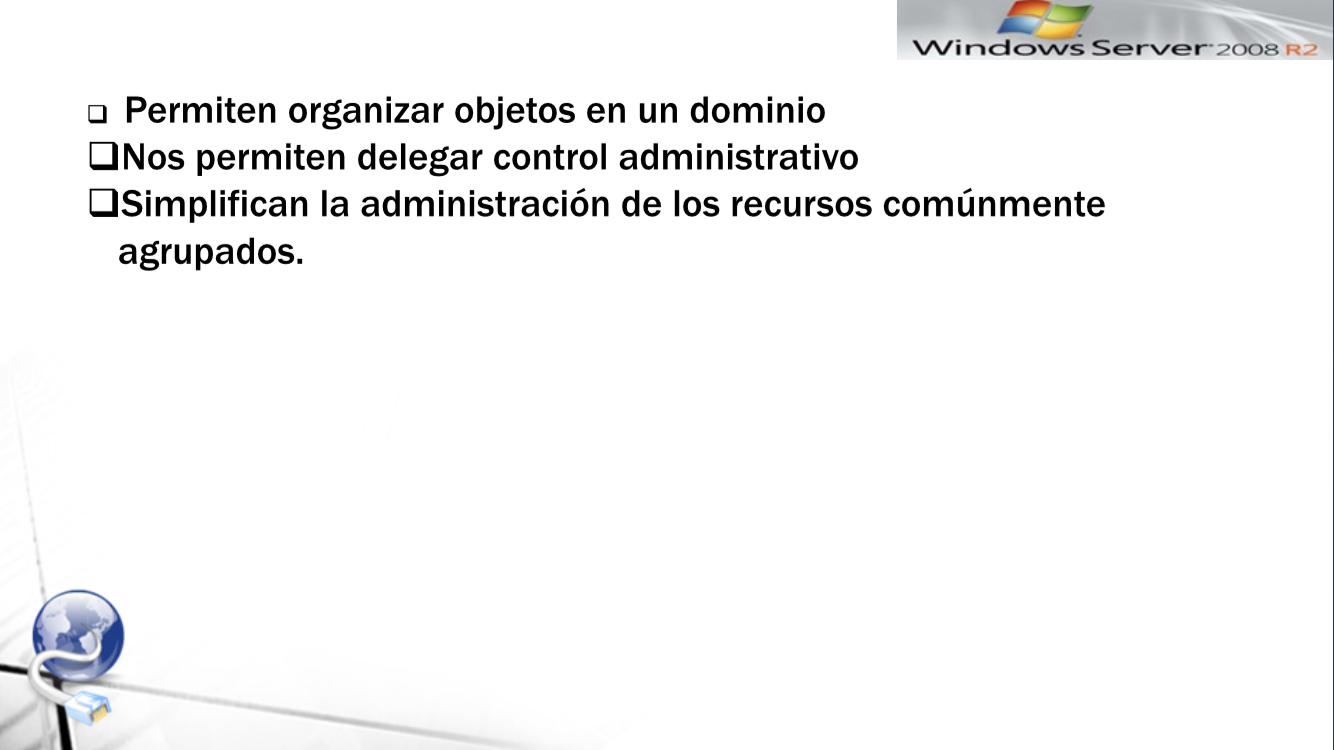 Windows Server 2008 R2
❑ Permiten organizar objetos en un dominio
❑Nos permiten delegar control administrativo
❑Simplifican la administración de los recursos comúnmente
agrupados.